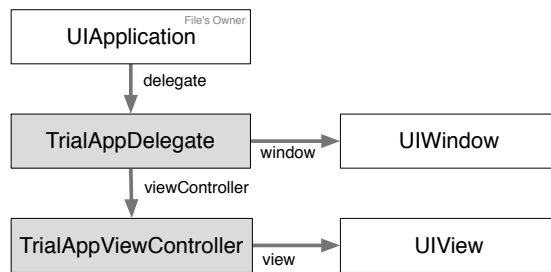 File's Owner
UIApplication
delegate
TrialAppDelegate
window
UIWindow
viewController
TrialAppViewController
view
UIView